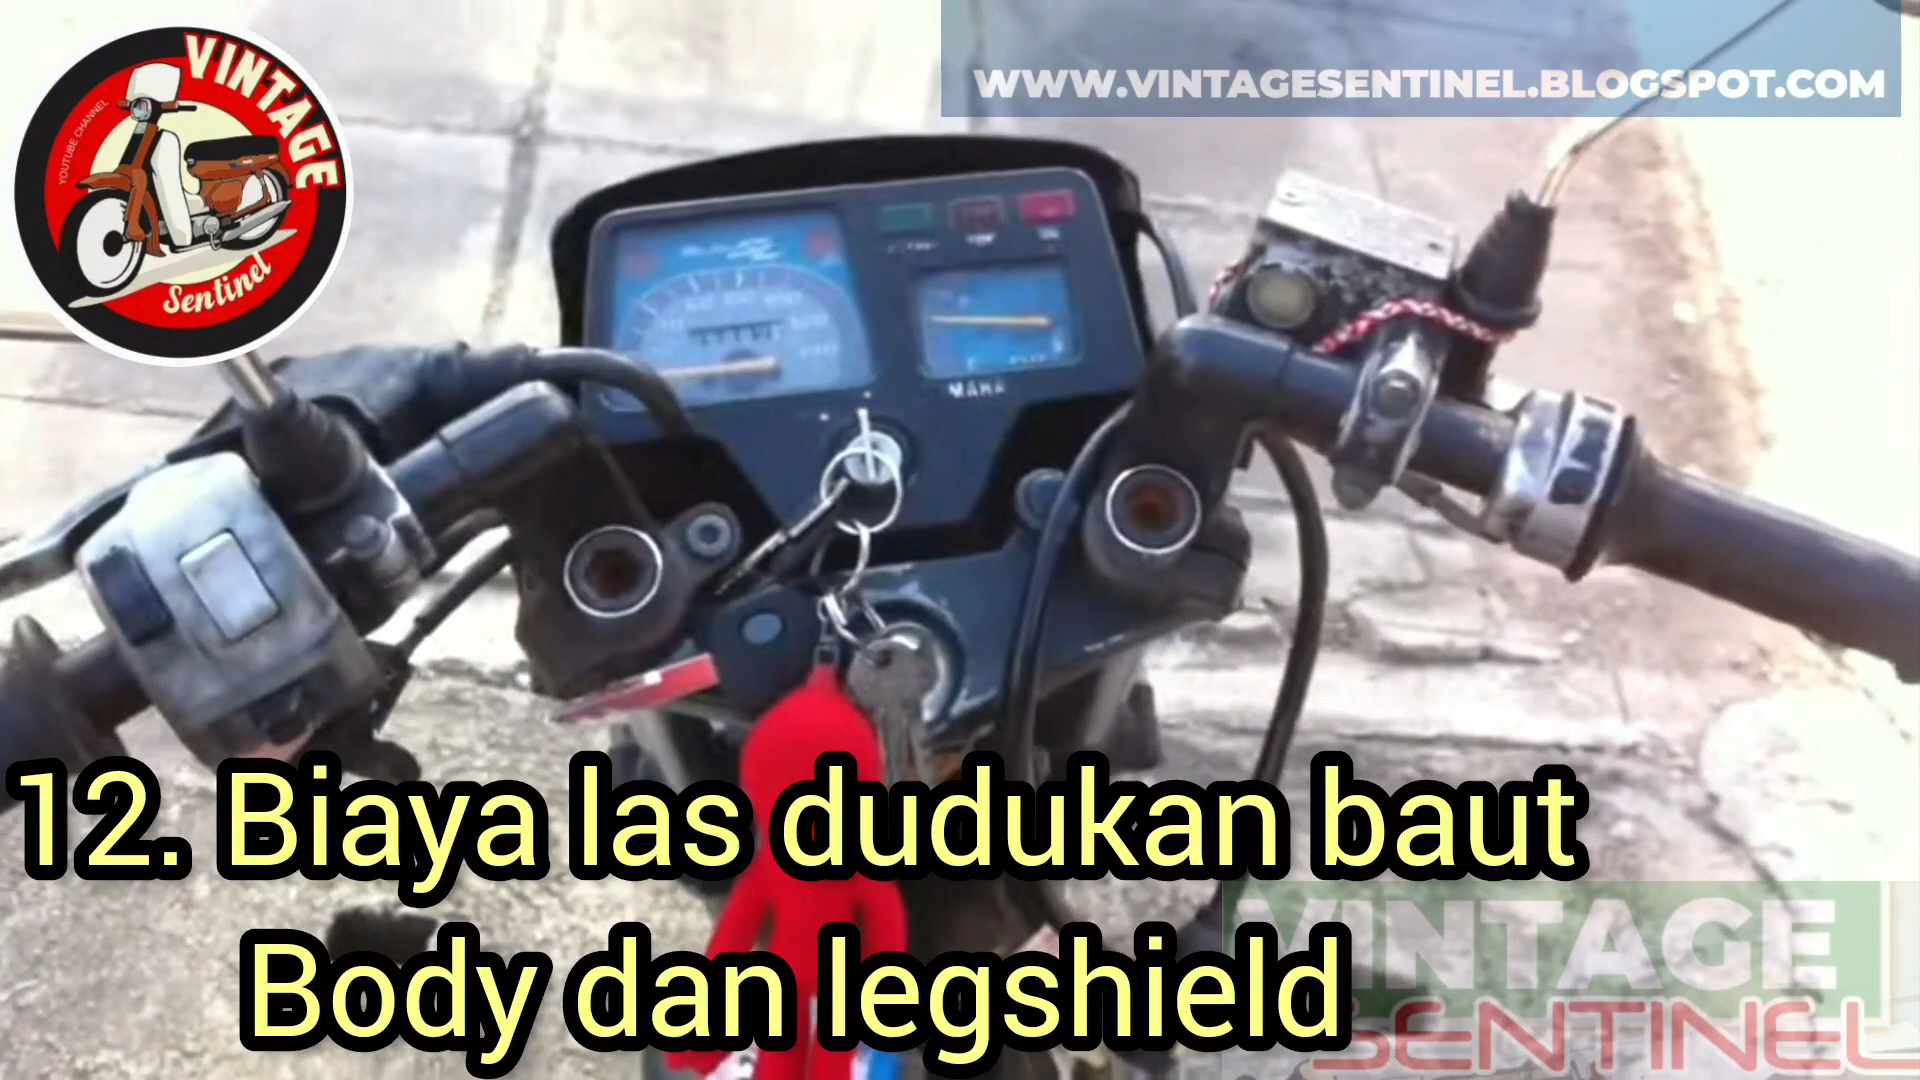 VINTAGE
YOUTUBE CHANNEL
Sentinel
WWW.VINTAGESENTINEL.BLOGSPOT.COM
12. Biaya las dudukan baut
Body dan legshield
VINTAGE
SENTINEL